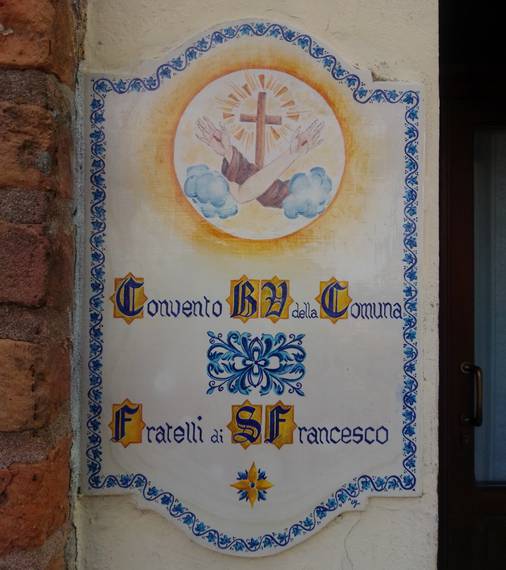 Convento BV della Comuna
Fratelli di SFrancesco